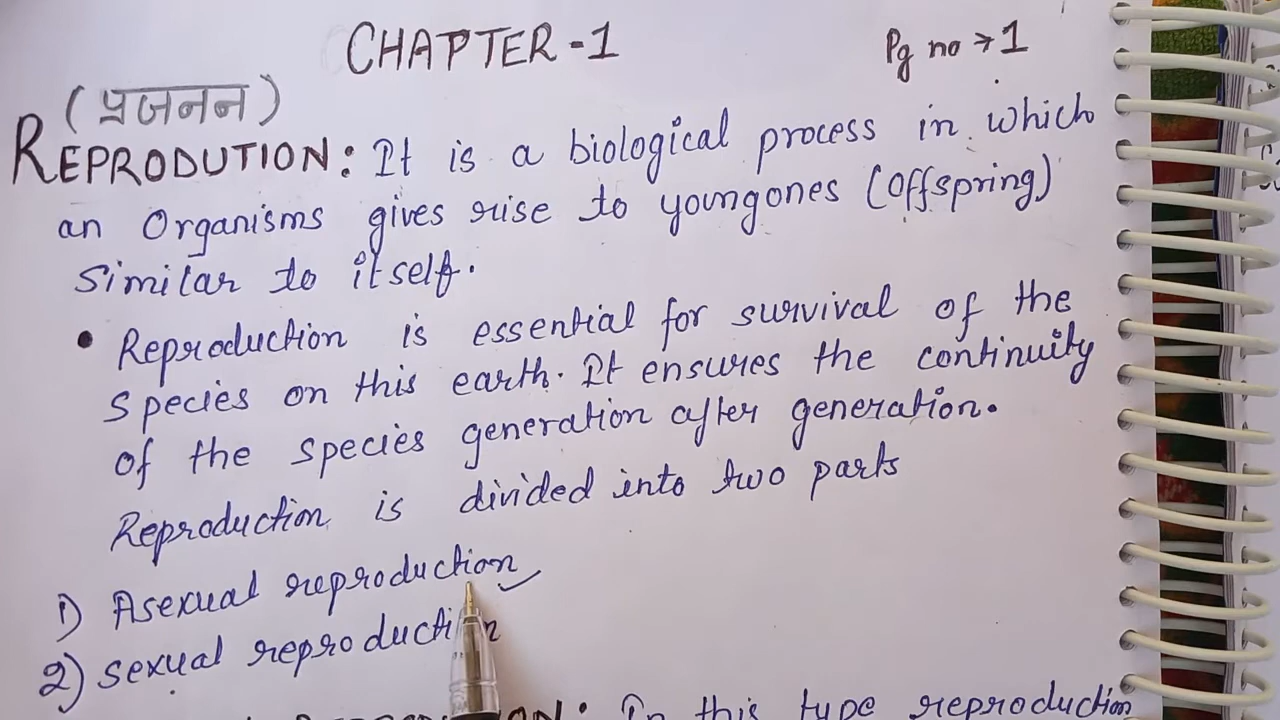 CHAPTER-1
Pg no → 1
(प्रजनन)
REPRODUTION: It is a biological process in which
an Organisms gives rise to youngones (Offspring)
Similar to itself.
• Reproduction is essential for survival of the
Species on this earth. It ensures the continuity
of the species generation after generation.
Reproduction is divided into two parts
1) Asexual reproduction
2) sexual reproduction
: In this type reproduction